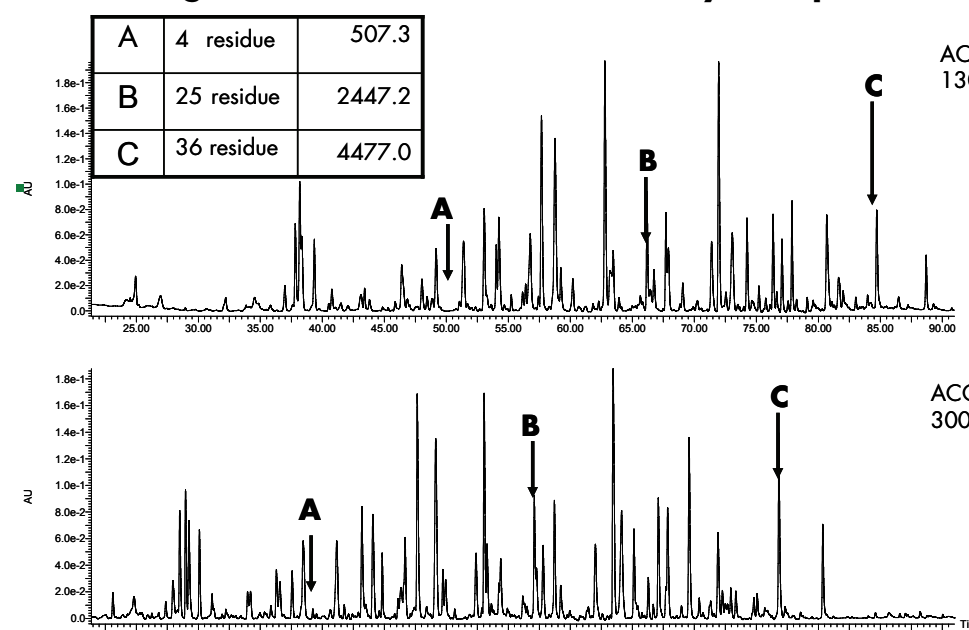 A 4 residue 507.3
B 25 residue 2447.2
C 36 residue 4477.0
AU
1.8e-1
1.6e-1
1.4e-1
1.2e-1
1.0e-1
8.0e-2
6.0e-2
4.0e-2
2.0e-2
0.0
A
B
C
25.00 30.00 35.00 40.00 45.00 50.00 55.00 60.00 65.00 70.00 75.00 80.00 85.00 90.00
AU
1.8e-1
1.6e-1
1.4e-1
1.2e-1
1.0e-1
8.0e-2
6.0e-2
4.0e-2
2.0e-2
0.0
A
B
C